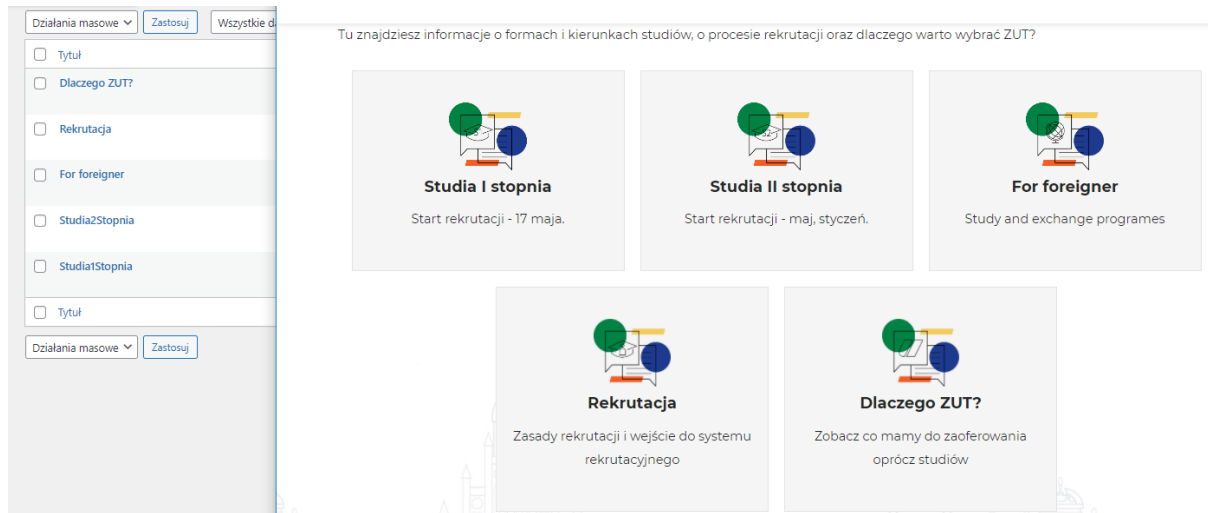 Działania masowe
Zastosuj
Wszystkie
Tytuł
Dlaczego ZUT?
Rekrutacja
For foreigner
Studia2Stopnia
Studia1Stopnia
Tytuł
Działania masowe
Zastosuj
Tu znajdziesz informacje o formach i kierunkach studiów, o procesie rekrutacji oraz dlaczego warto wybrać ZUT?
Studia I stopnia
Start rekrutacji - 17 maja.
Studia II stopnia
Start rekrutacji - maj, styczeń.
For foreigner
Study and exchange programes
Rekrutacja
Zasady rekrutacji i wejście do systemu
rekrutacyjnego
Dlaczego ZUT?
Zobacz co mamy do zaoferowania
oprócz studiów